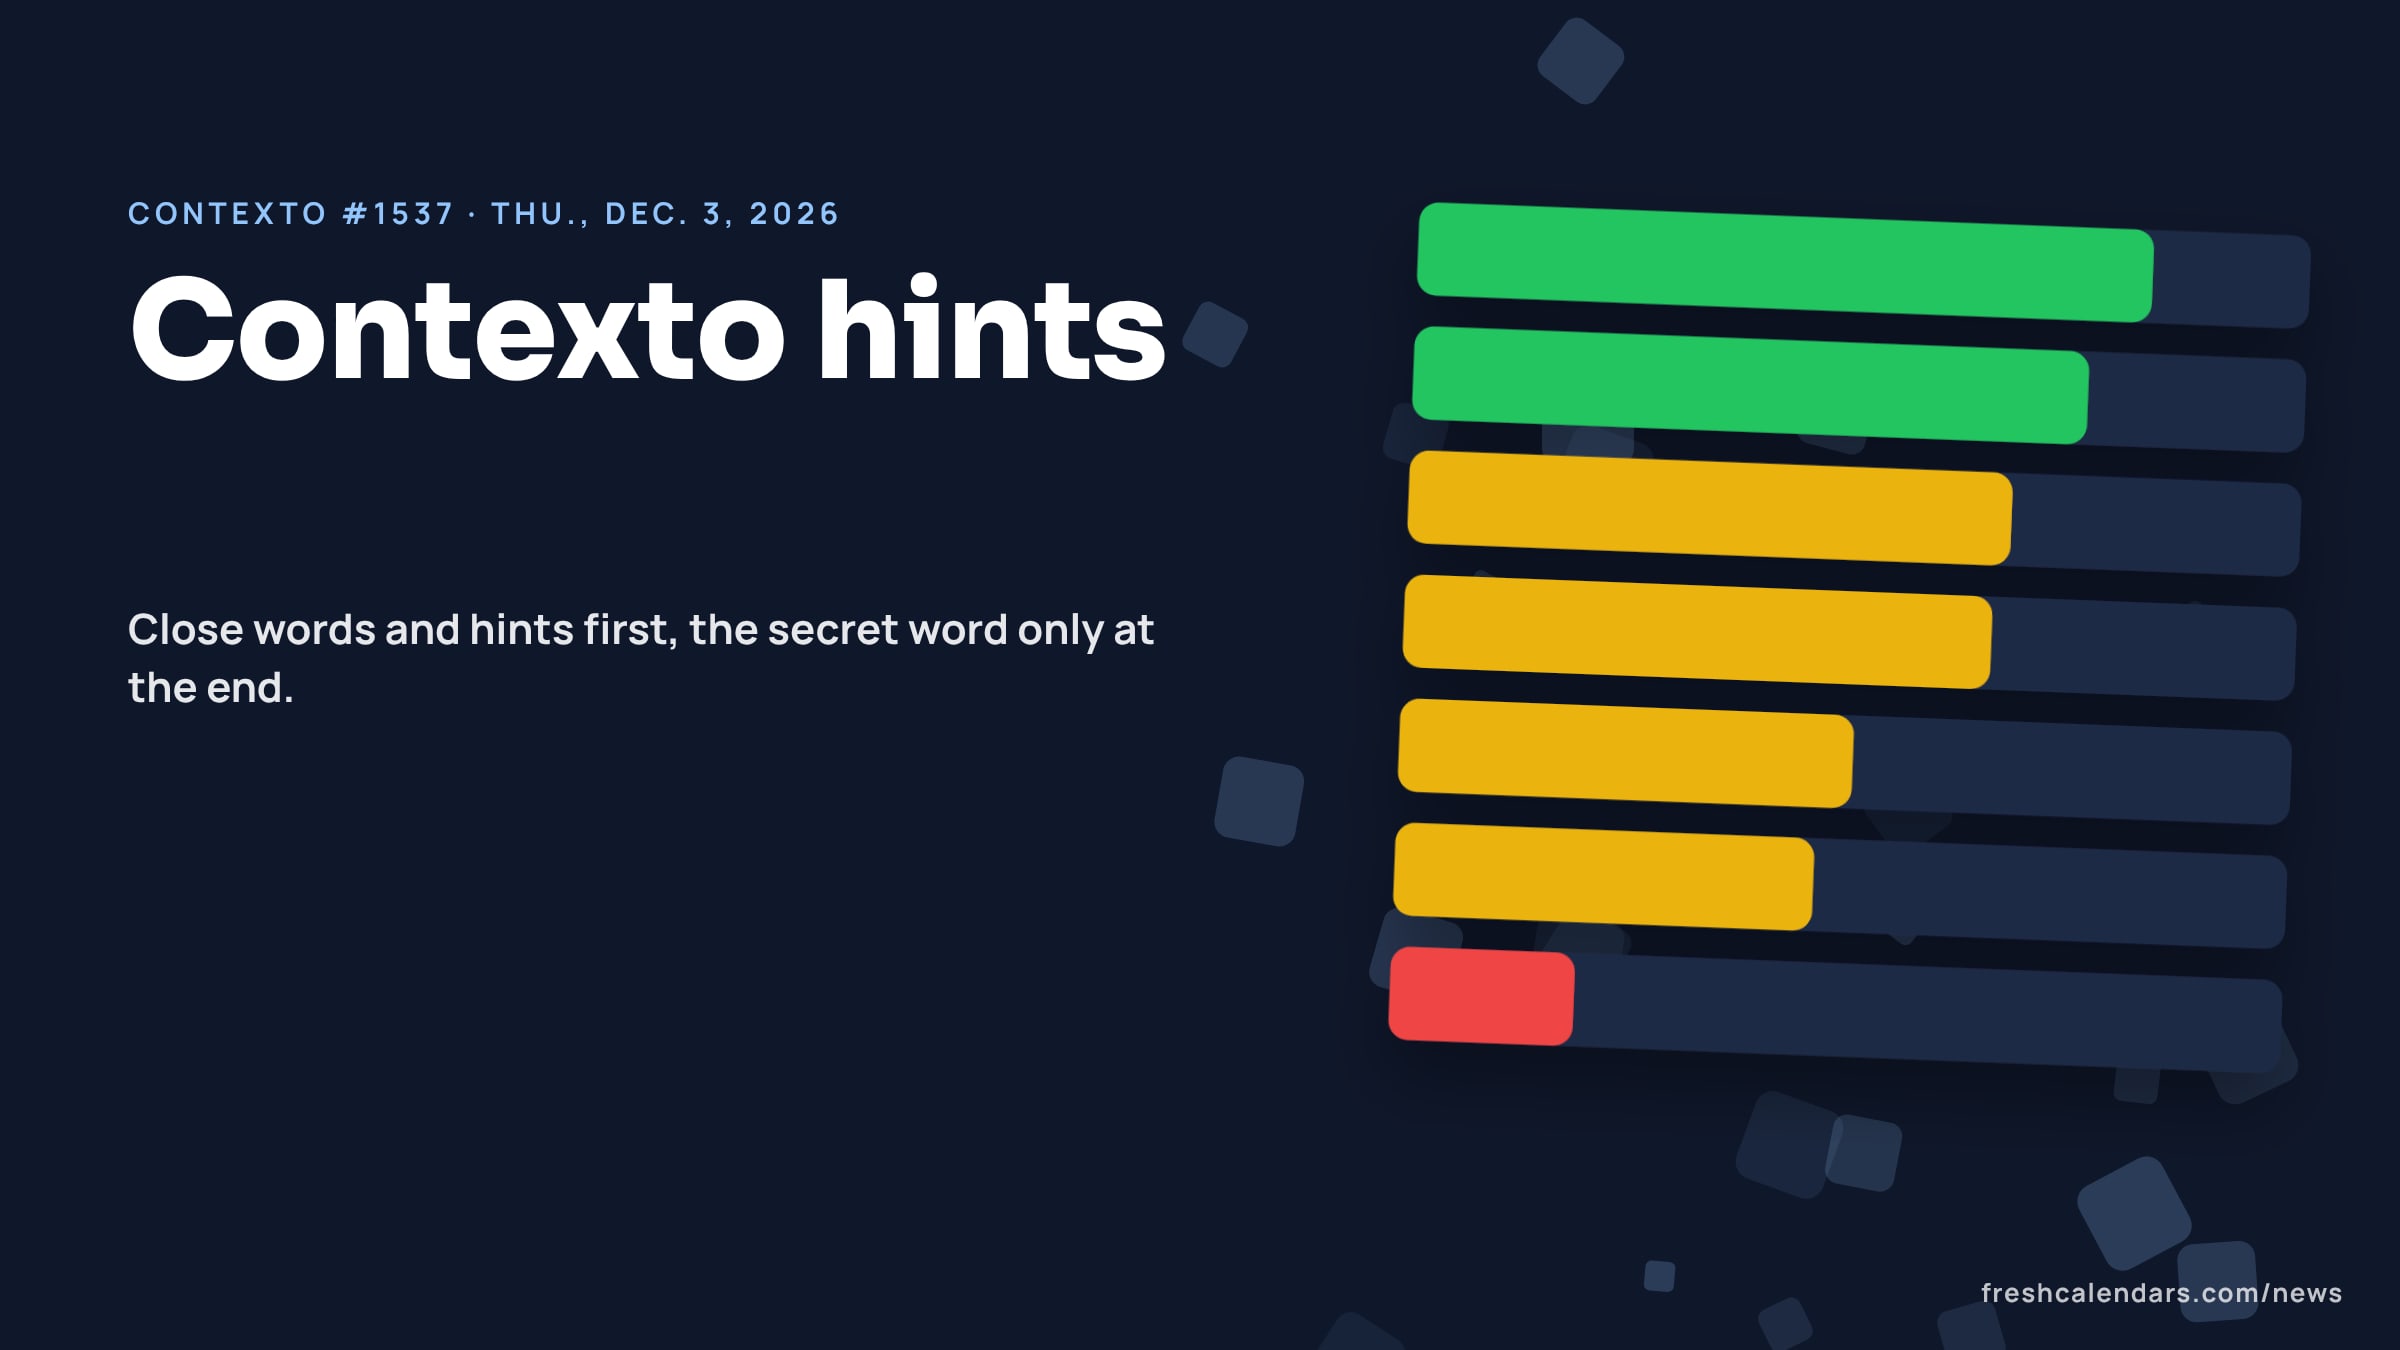 CONTEXTO #1537 · THU., DEC. 3, 2026
Contexto hints
Close words and hints first, the secret word only at
the end.
freshcalendars.com/news